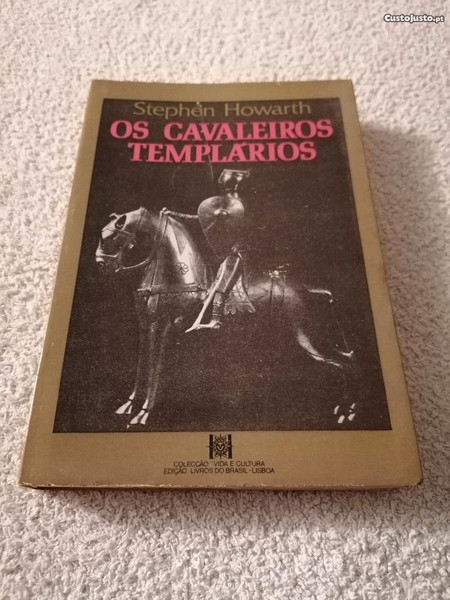 CustoJusto.pt
Stephen Howarth
OS CAVALEIROS
TEMPLÁRIOS
COLECÇÃO "VIDA E CULTURA
EDIÇÃO LIVROS DO BRASIL - LISBOA